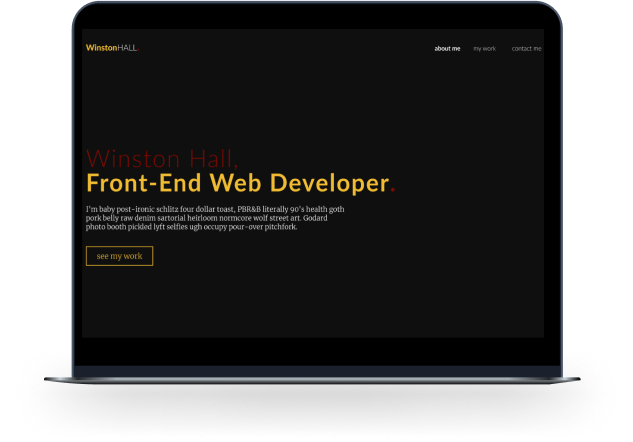 WinstonHALL.
about me
my work
contact me
Winston Hall,
Front-End Web Developer.
I'm baby post-ironic schlitz four dollar toast, PBR&B literally 90's health goth
pork belly raw denim sartorial heirloom normcore wolf street art. Godard
photo booth pickled lyft selfies ugh occupy pour-over pitchfork.
see my work